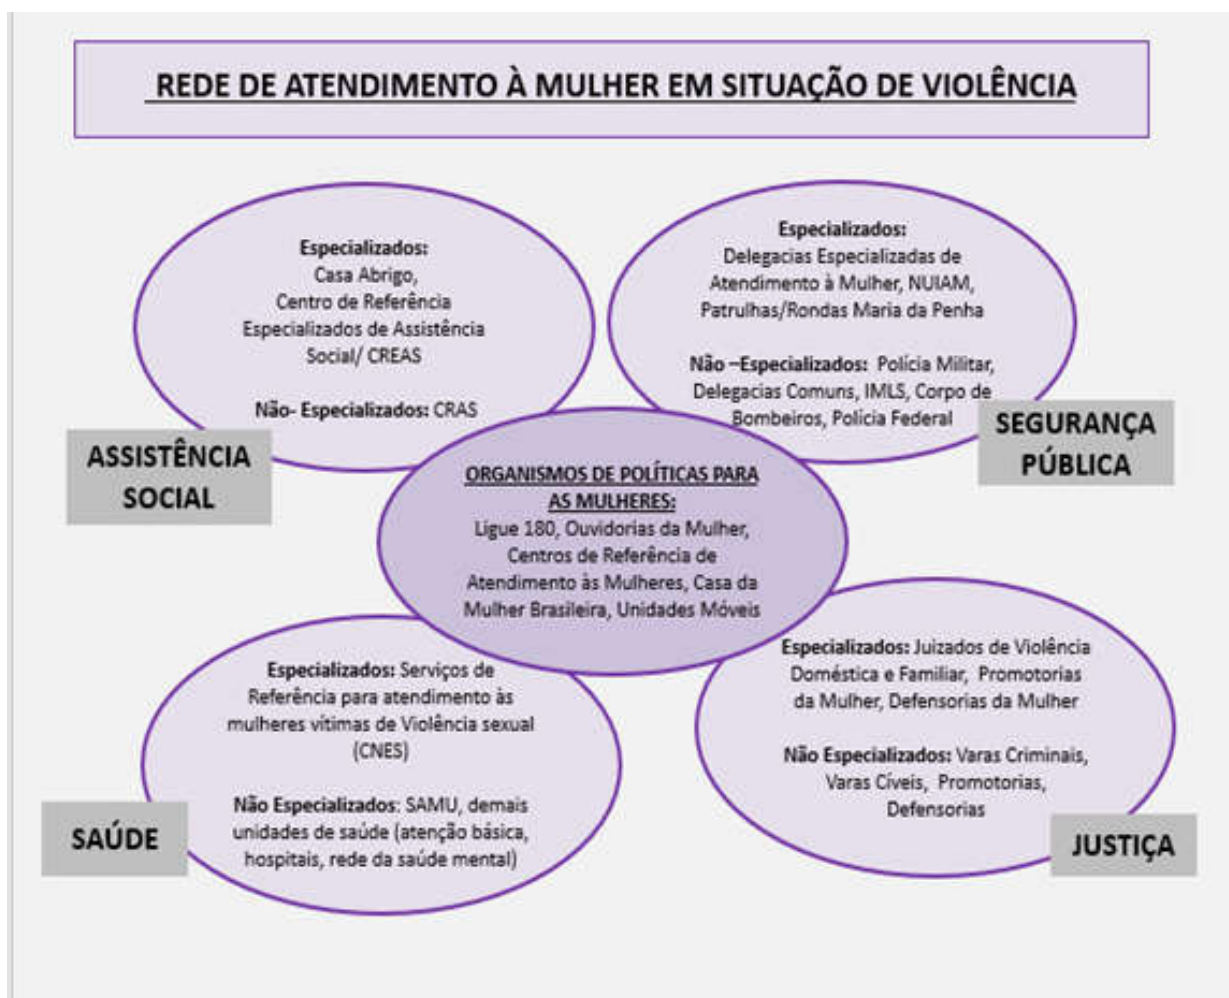 REDE DE ATENDIMENTO À MULHER EM SITUAÇÃO DE VIOLÊNCIA
Especializados:
Casa Abrigo,
Centro de Referência
Especializados de Assistência
Social/ CREAS
Não- Especializados: CRAS
ASSISTÊNCIA
SOCIAL
Especializados:
Delegacias Especializadas de
Atendimento à Mulher, NUIAM,
Patrulhas/Rondas Maria da Penha
Não –Especializados: Polícia Militar,
Delegacias Comuns, IMLS, Corpo de
Bombeiros, Polícia Federal
SEGURANÇA
PÚBLICA
ORGANISMOS DE POLÍTICAS PARA
AS MULHERES:
Ligue 180, Ouvidorias da Mulher,
Centros de Referência de
Atendimento às Mulheres, Casa da
Mulher Brasileira, Unidades Móveis
Especializados: Serviços de
Referência para atendimento às
mulheres vítimas de Violência sexual
(CNES)
Não Especializados: SAMU, demais
unidades de saúde (atenção básica,
hospitais, rede da saúde mental)
SAÚDE
Especializados: Juizados de Violência
Doméstica e Familiar, Promotorias
da Mulher, Defensorias da Mulher
Não Especializados: Varas Criminais,
Varas Cíveis, Promotorias,
Defensorias
JUSTIÇA